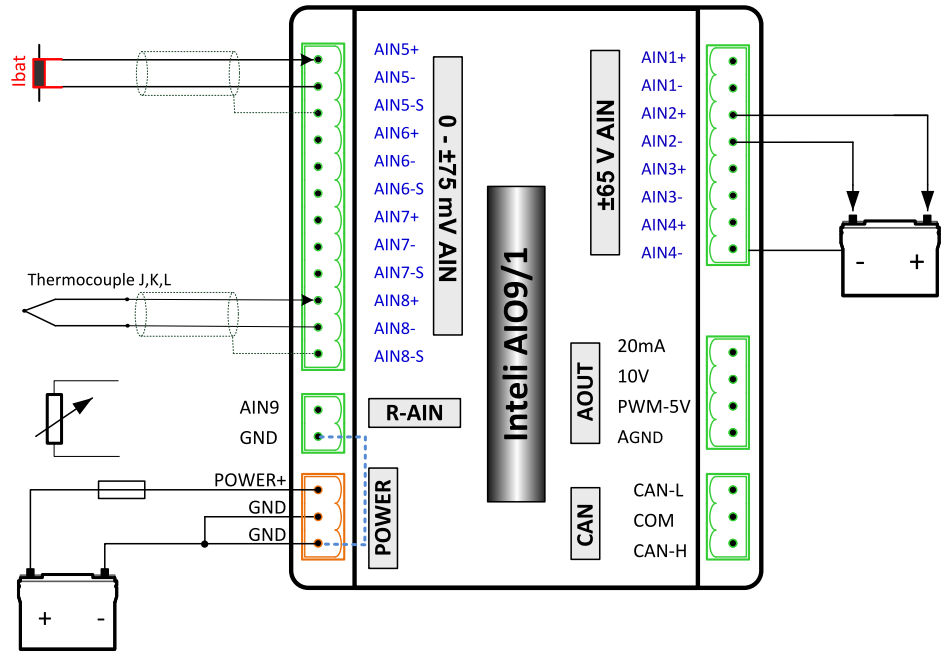 Ibat
AIN5+
AIN5-
AIN5-S
AIN6+
AIN6-
AIN6-S
AIN7+
AIN7-
AIN7-S
AIN8+
AIN8-
AIN8-S
0 - ±75 mV AIN
Thermocouple J,K,L
AIN9
GND
R-AIN
POWER+
GND
GND
POWER
+ -
Inteli AIO9/1
±65 V AIN
AIN1+
AIN1-
AIN2+
AIN2-
AIN3+
AIN3-
AIN4+
AIN4-
- +
AOUT
20mA
10V
PWM-5V
AGND
CAN
CAN-L
COM
CAN-H